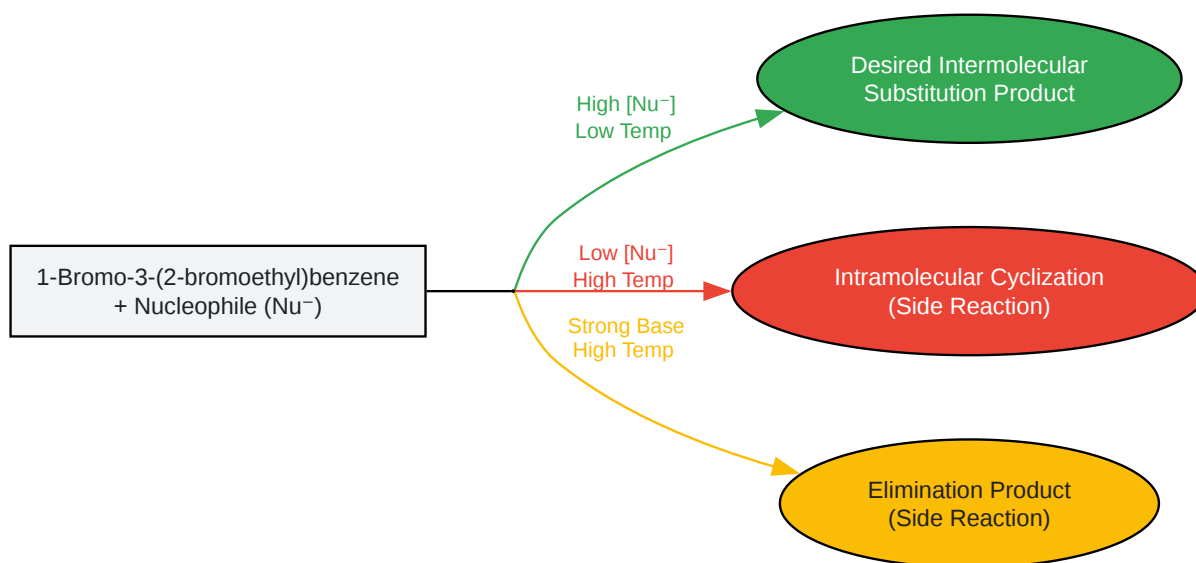 Desired Intermolecular
Substitution Product
High [Nu⁻]
Low Temp
1-Bromo-3-(2-bromoethyl)benzene
+ Nucleophile (Nu⁻)
Low [Nu⁻]
High Temp
Intramolecular Cyclization
(Side Reaction)
Strong Base
High Temp
Elimination Product
(Side Reaction)